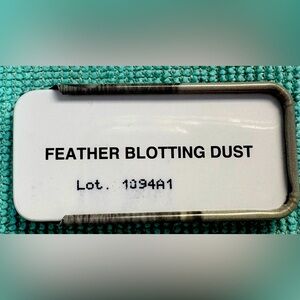 FEATHER BLOTTING DUST
Lot. 1094A1